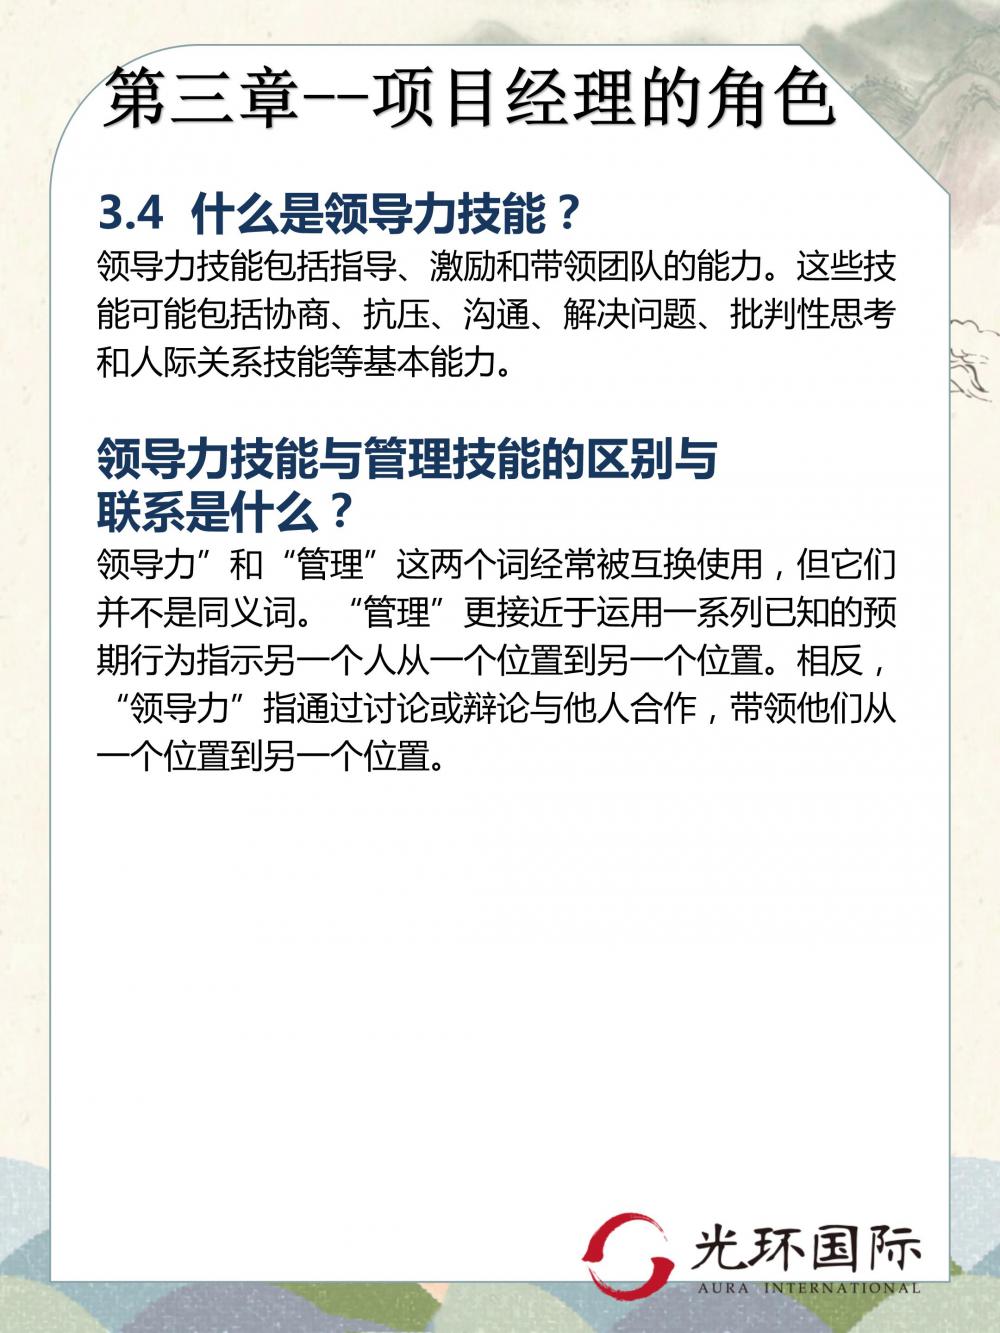 第三章--项目经理的角色
3.4 什么是领导力技能？
领导力技能包括指导、激励和带领团队的能力。这些技
能可能包括协商、抗压、沟通、解决问题、批判性思考
和人际关系技能等基本能力。
领导力技能与管理技能的区别与
联系是什么？
领导力”和“管理”这两个词经常被互换使用，但它们
并不是同义词。“管理”更接近于运用一系列已知的预
期行为指示另一个人从一个位置到另一个位置。相反，
“领导力”指通过讨论或辩论与他人合作，带领他们从
一个位置到另一个位置。
光环国际
AURA INTERNATIONAL